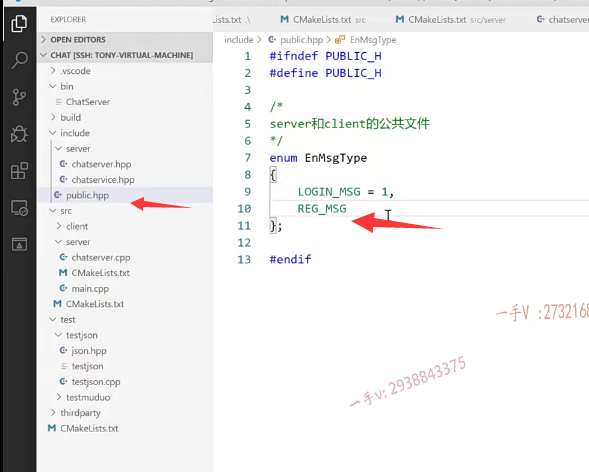 EXPLORER
OPEN EDITORS
CHAT [SSH: TONY-VIRTUAL-MACHINE]
.vscode
bin
ChatServer
build
include
server
chatserver.hpp
chatservice.hpp
public.hpp
src
client
server
chatserver.cpp
CMakeLists.txt
main.cpp
CMakeLists.txt
test
testjson
json.hpp
testjson
testjson.cpp
testmuduo
thirdparty
CMakeLists.txt
Lists.txt .\
CMakeLists.txt src
CMakeLists.txt src/server
chatserver
include > public.hpp > EnMsgType
1 #ifndef PUBLIC_H
2 #define PUBLIC_H
3
4 /*
5 server和client的公共文件
6 */
7 enum EnMsgType
8 {
9 LOGIN_MSG = 1,
10 REG_MSG
11 };
12
13 #endif
一手V :2732168
一手v: 2938843375